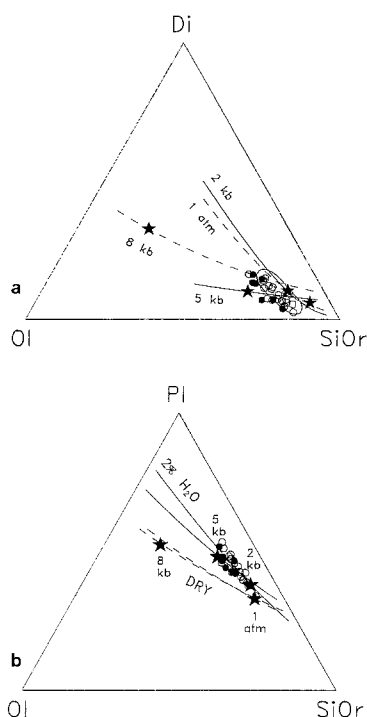 Di
2 kb
1 atm
8 kb
5 kb
a
Ol
SiOr
Pl
2% H₂O
5 kb
2 kb
8 kb
DRY
1 atm
b
Ol
SiOr